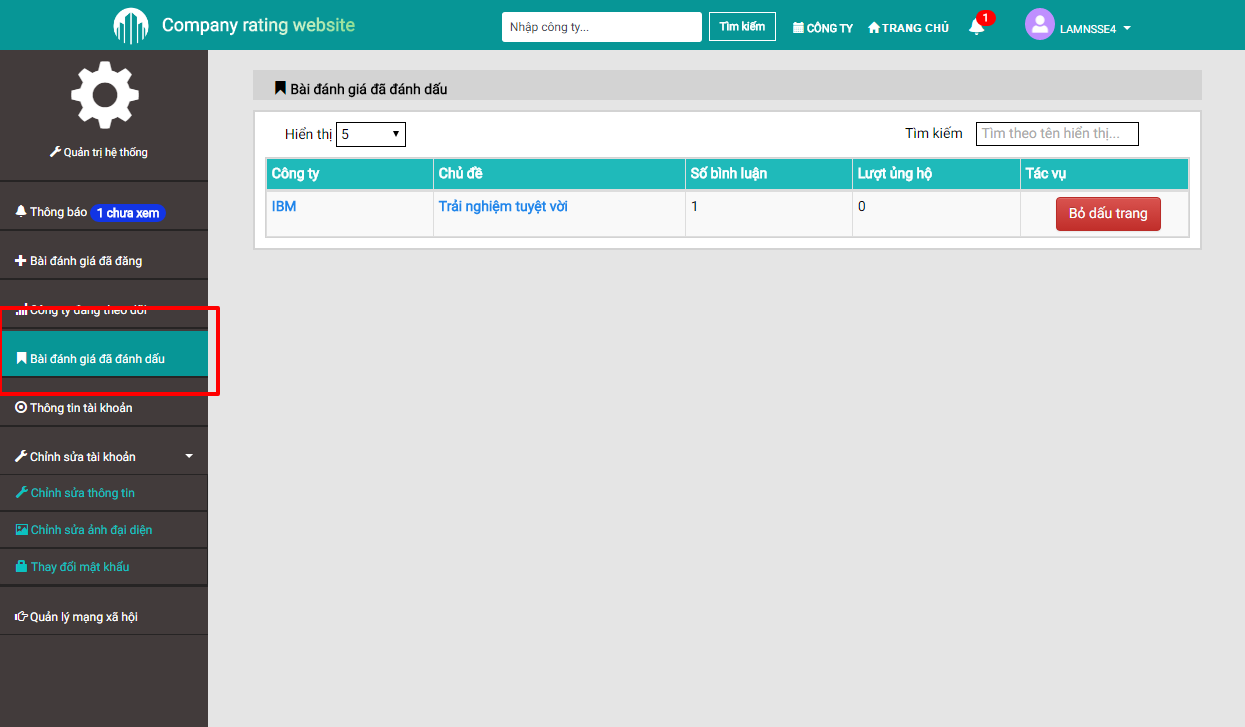 Company rating website
Nhập công ty...
Tìm kiếm
CÔNG TY
TRANG CHỦ
1
LAMNSSE4
Quản trị hệ thống
Thông báo 1 chưa xem
Bài đánh giá đã đăng
Công ty đang theo dõi
Bài đánh giá đã đánh dấu
Thông tin tài khoản
Chỉnh sửa tài khoản
Chỉnh sửa thông tin
Chỉnh sửa ảnh đại diện
Thay đổi mật khẩu
Quản lý mạng xã hội
Bài đánh giá đã đánh dấu
Hiển thị 5
Tìm kiếm Tìm theo tên hiển thị...
Công ty Chủ đề Số bình luận Lượt ủng hộ Tác vụ
IBM Trải nghiệm tuyệt vời 1 0 Bỏ dấu trang